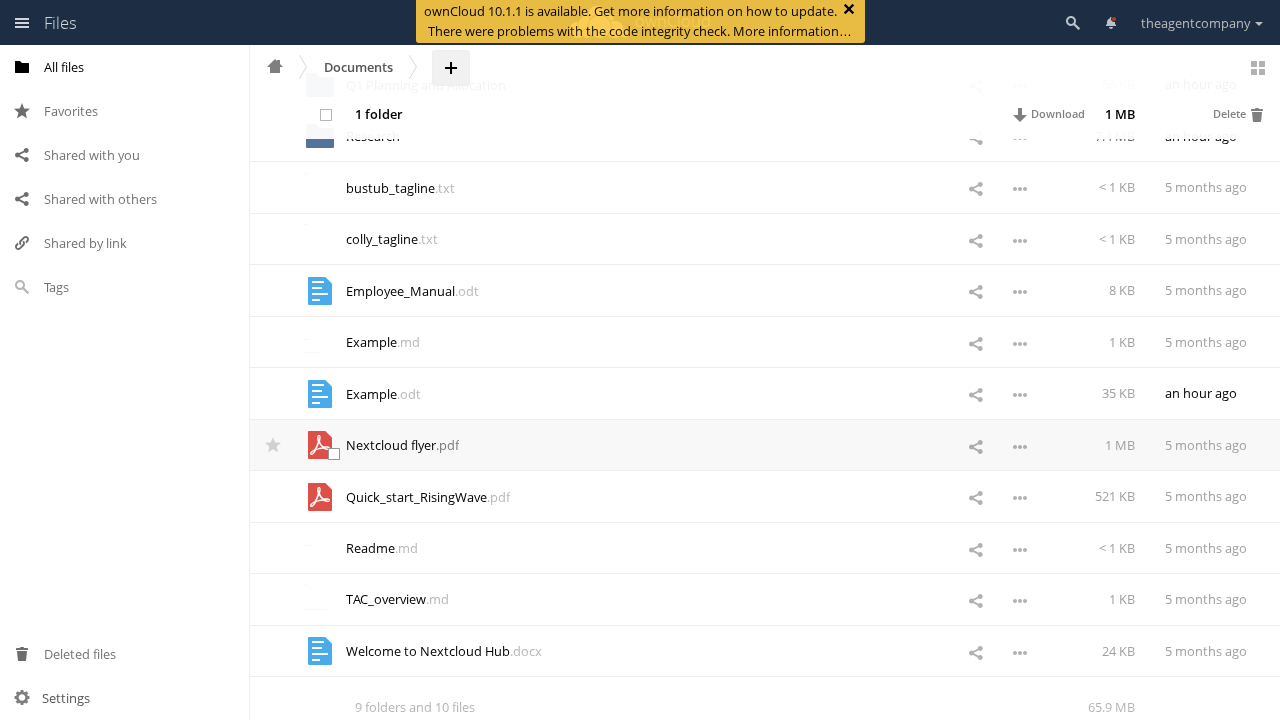 Files
ownCloud 10.1.1 is available. Get more information on how to update.
There were problems with the code integrity check. More information…
theagentcompany
All files
Favorites
Shared with you
Shared with others
Shared by link
Tags
Deleted files
Settings
Documents
Q1 Planning and Allocation
an hour ago
1 folder
Download
1 MB
Delete
Research
an hour ago
bustub_tagline.txt
< 1 KB
5 months ago
colly_tagline.txt
< 1 KB
5 months ago
Employee_Manual.odt
8 KB
5 months ago
Example.md
1 KB
5 months ago
Example.odt
35 KB
an hour ago
Nextcloud flyer.pdf
1 MB
5 months ago
Quick_start_RisingWave.pdf
521 KB
5 months ago
Readme.md
< 1 KB
5 months ago
TAC_overview.md
1 KB
5 months ago
Welcome to Nextcloud Hub.docx
24 KB
5 months ago
9 folders and 10 files
65.9 MB